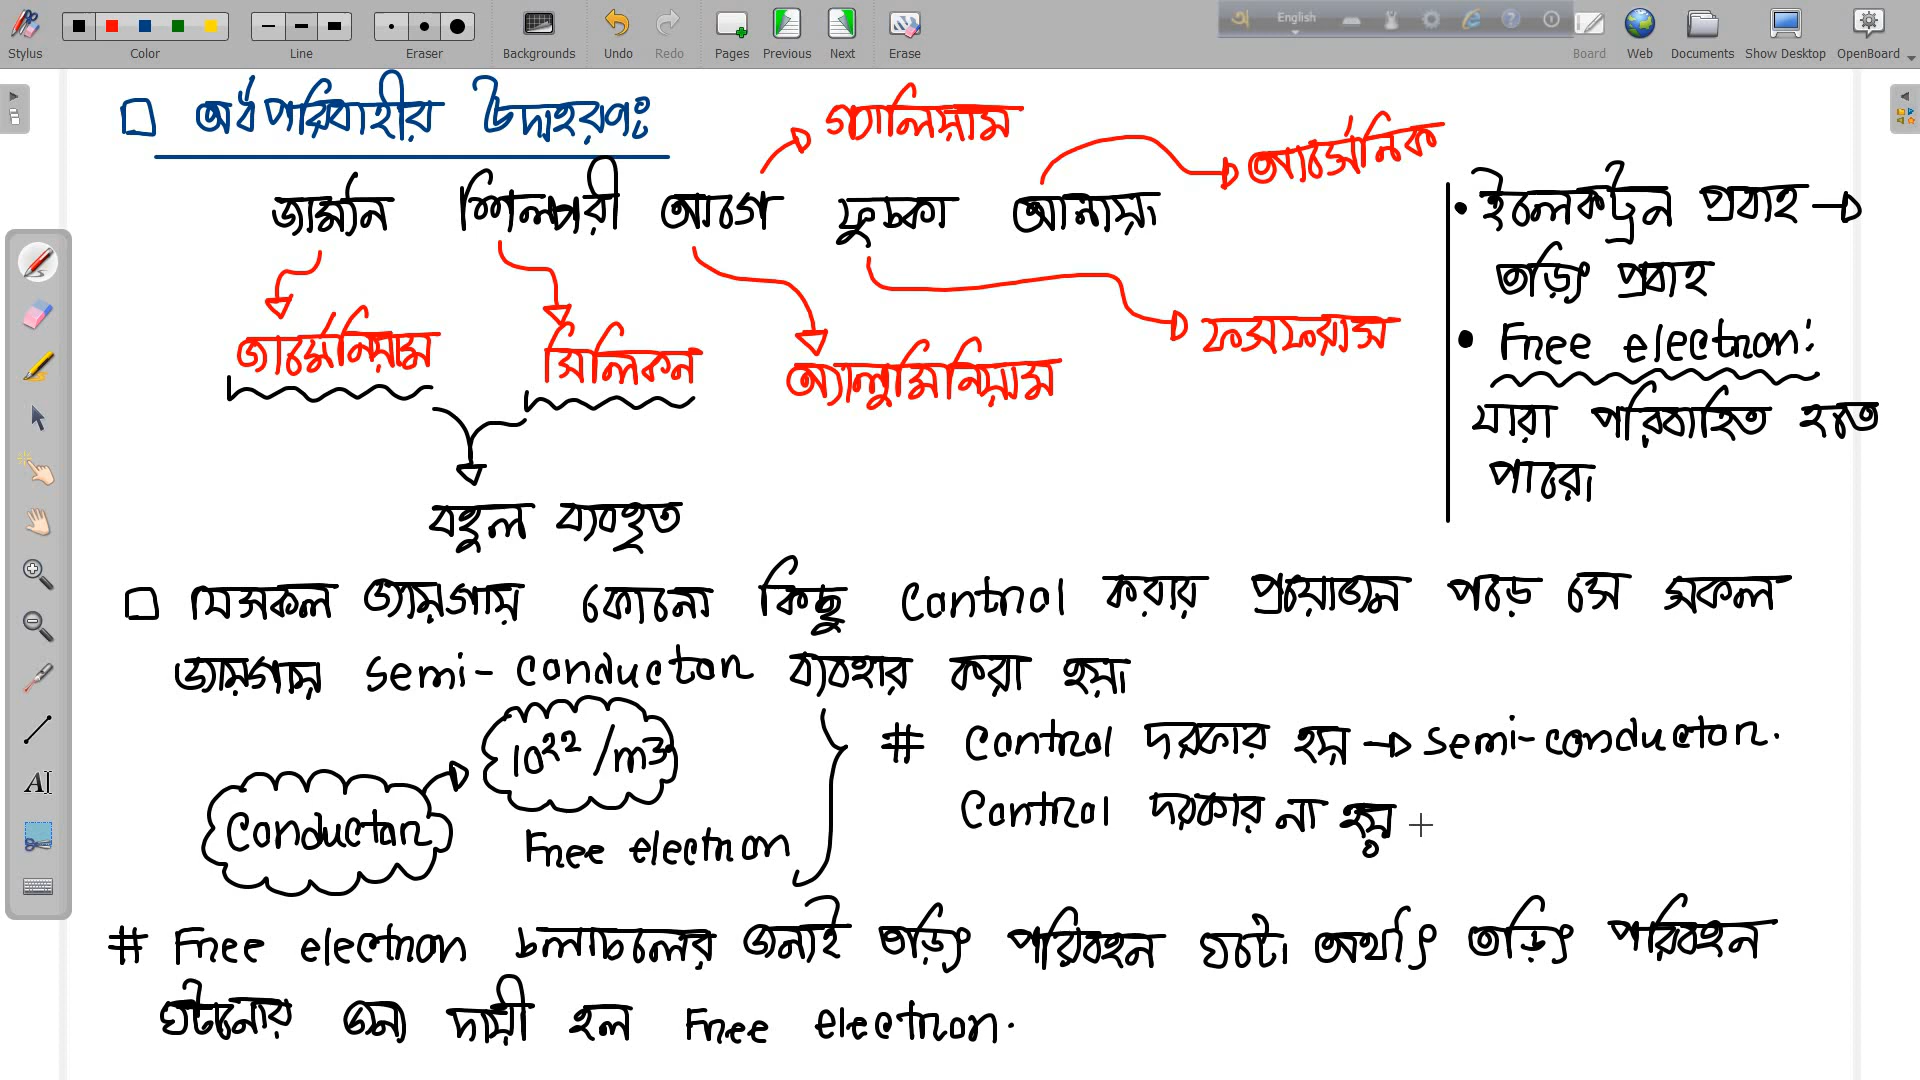 Stylus Color Line Eraser Backgrounds Undo Redo Pages Previous Next Erase English Board Web Documents Show Desktop OpenBoard
অর্ধপরিবাহীর উদাহরণঃ
গ্যালিয়াম
আর্সেনিক
জার্মান শিল্পী আগে ফুচকা আনায়
জার্মেনিয়াম সিলিকন অ্যালুমিনিয়াম ফসফরাস
বহুল ব্যবহৃত
• ইলেকট্রন প্রবাহ →
তড়িৎ প্রবাহ
• Free electron:
যারা পরিবাহিত হতে
পারে।
যেসকল জায়গায় কোনো কিছু Control করার প্রয়োজন পড়ে সে সকল
জায়গায় Semi-conductor ব্যবহার করা হয়।
Conductor → 10²² /m³
Free electron
# Control দরকার হয় → Semi-conductor.
Control দরকার না হয়
# Free electron চলাচলের জন্যই তড়িৎ পরিবহন ঘটে। অর্থাৎ তড়িৎ পরিবহন
ঘটানোর জন্য দায়ী হল Free electron.